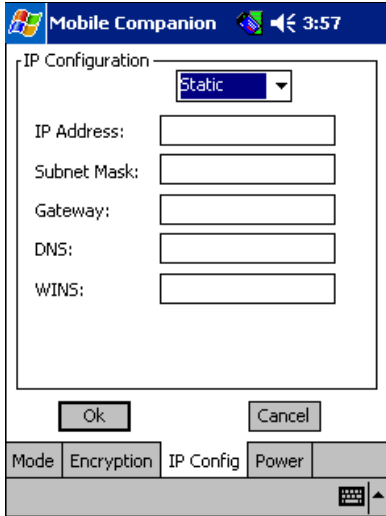 Mobile Companion 3:57
IP Configuration
Static
IP Address:
Subnet Mask:
Gateway:
DNS:
WINS:
Ok Cancel
Mode Encryption IP Config Power